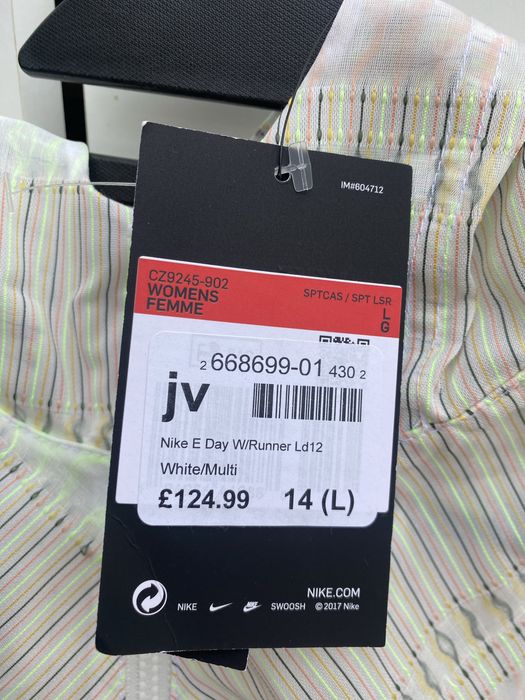 IM#604712
CZ9245-902
WOMENS
FEMME
SPTCAS / SPT LSR
L
G
2 668699-01 430 2
jv
Nike E Day W/Runner Ld12
White/Multi
£124.99 14 (L)
NIKE.COM
NIKE SWOOSH © 2017 Nike